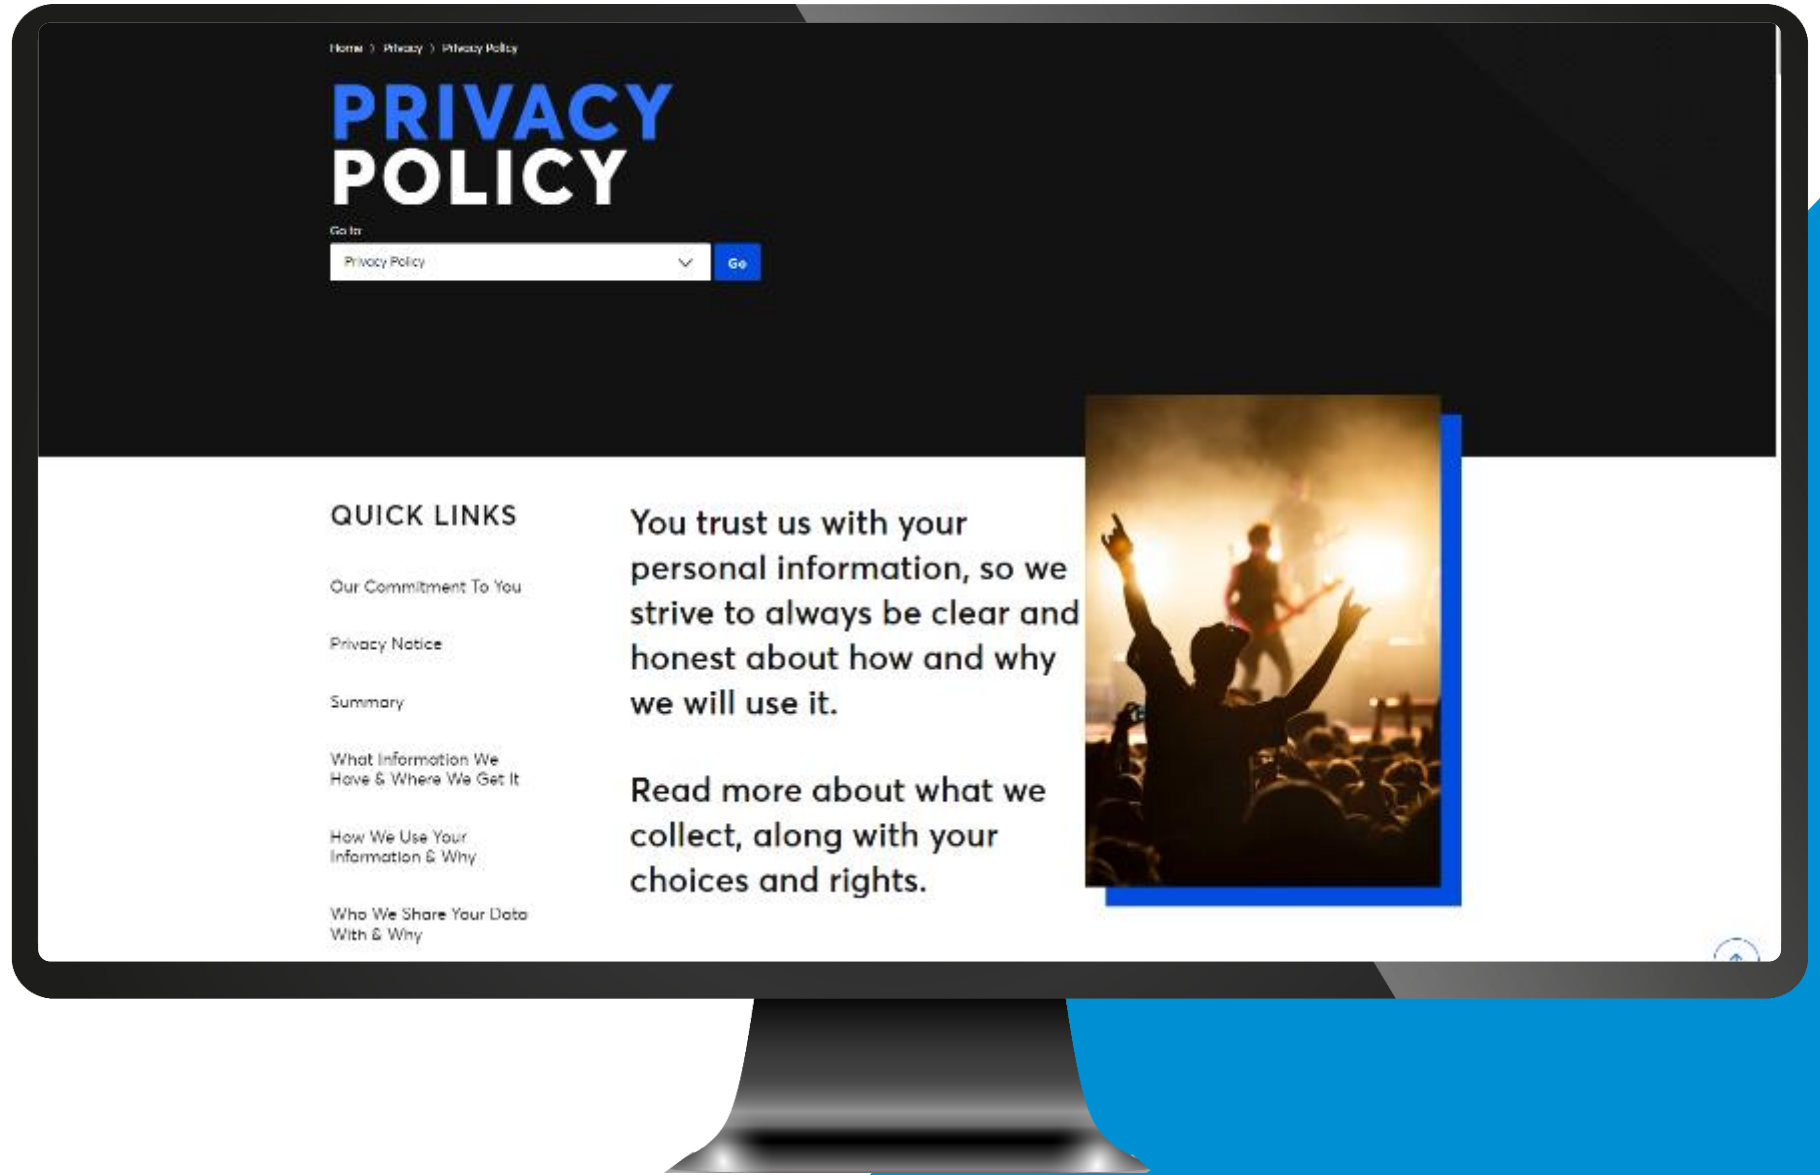 Home > Privacy > Privacy Policy
PRIVACY
POLICY
Go to:
Privacy Policy
Go
QUICK LINKS
Our Commitment To You
Privacy Notice
Summary
What Information We
Have & Where We Get It
How We Use Your
Information & Why
Who We Share Your Data
With & Why
You trust us with your
personal information, so we
strive to always be clear and
honest about how and why
we will use it.
Read more about what we
collect, along with your
choices and rights.